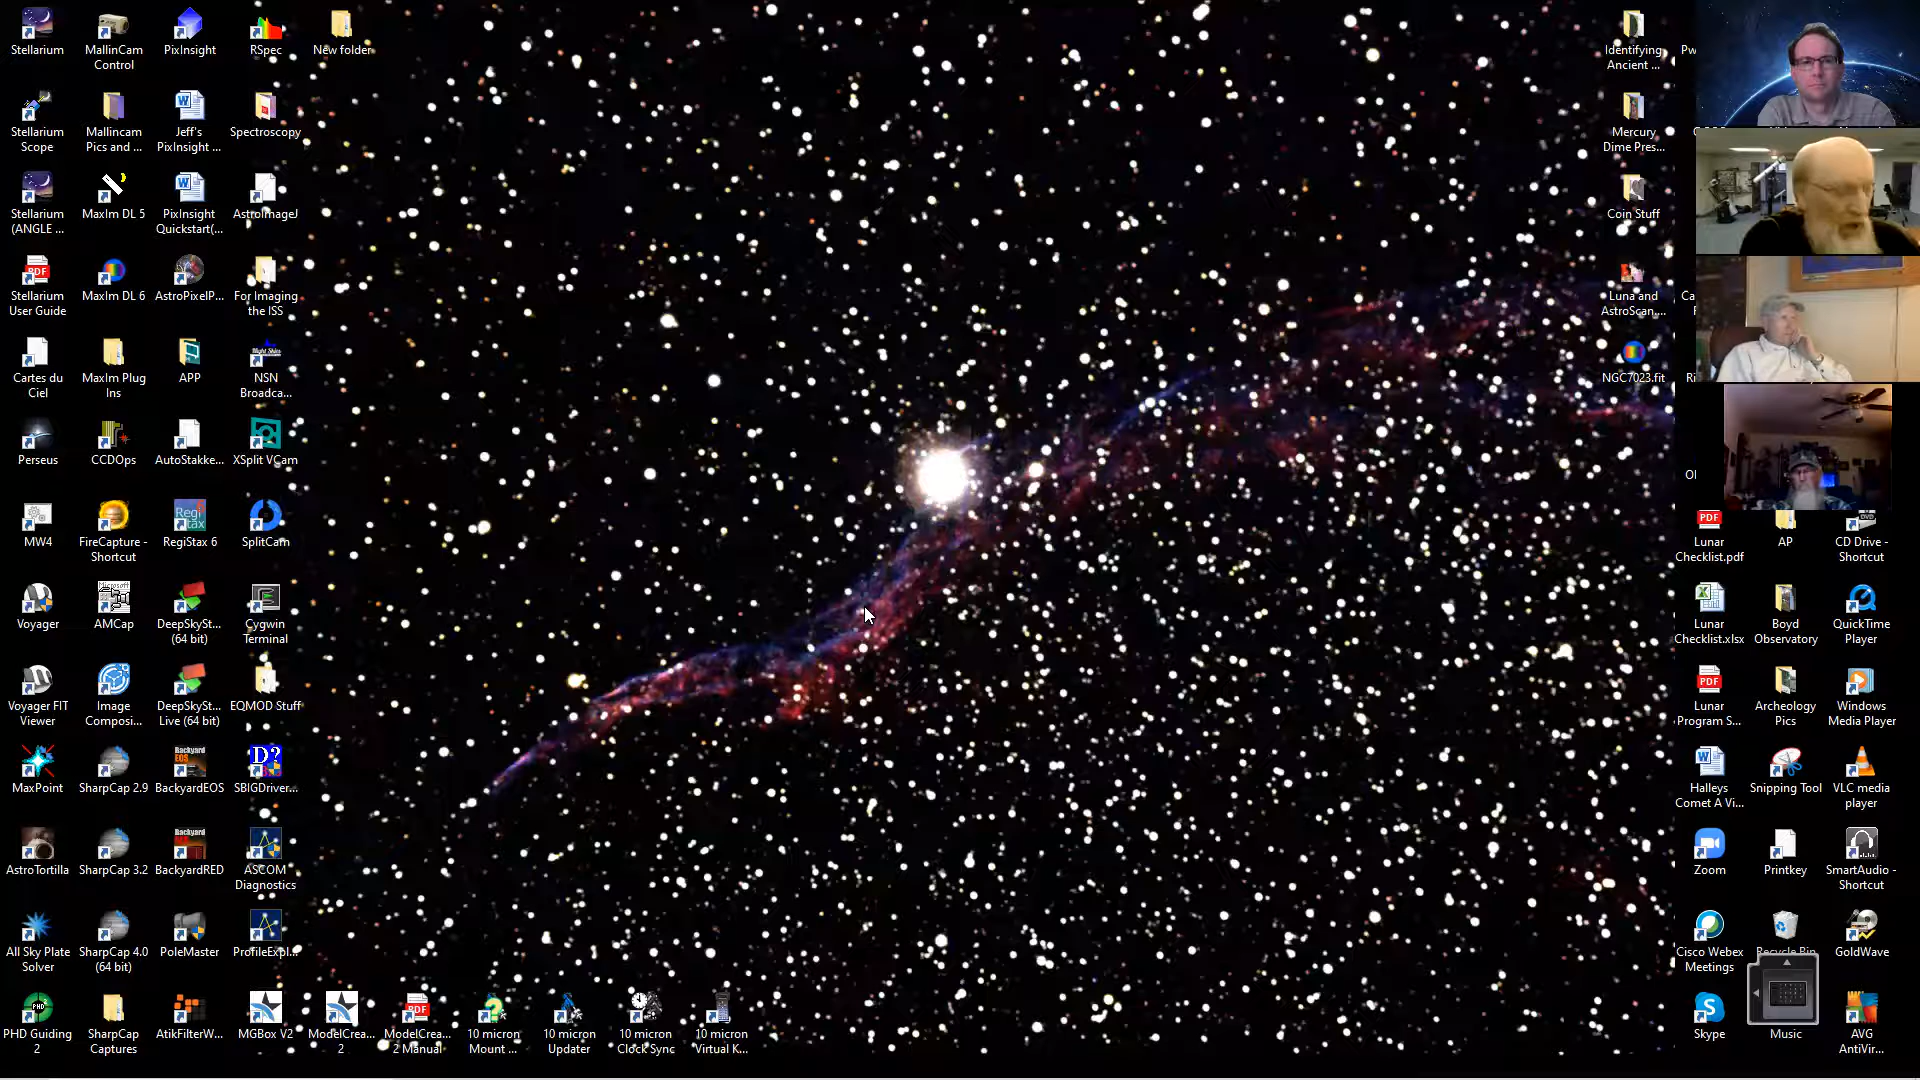 Stellarium
MallinCam
Control
PixInsight
RSpec
New folder
Identifying
Ancient ...
Stellarium
Scope
Mallincam
Pics and ...
Jeff's
PixInsight ...
Spectroscopy
Mercury
Dime Pres...
Stellarium
(ANGLE ...
MaxIm DL 5
PixInsight
Quickstart(...
AstroImageJ
Coin Stuff
Stellarium
User Guide
MaxIm DL 6
AstroPixelP...
For Imaging
the ISS
Luna and
AstroScan....
Cartes du
Ciel
MaxIm Plug
Ins
APP
NSN
Broadca...
NGC7023.fit
Perseus
CCDOps
AutoStakke...
XSplit VCam
MW4
FireCapture -
Shortcut
RegiStax 6
SplitCam
Lunar
Checklist.pdf
AP
CD Drive -
Shortcut
Voyager
AMCap
DeepSkySt...
(64 bit)
Cygwin
Terminal
Lunar
Checklist.xlsx
Boyd
Observatory
QuickTime
Player
Voyager FIT
Viewer
Image
Composi...
DeepSkySt...
Live (64 bit)
EQMOD Stuff
Lunar
Program S...
Archeology
Pics
Windows
Media Player
MaxPoint
SharpCap 2.9
BackyardEOS
SBIGDriver...
Halleys
Comet A Vi...
Snipping Tool
VLC media
player
AstroTortilla
SharpCap 3.2
BackyardRED
ASCOM
Diagnostics
Zoom
Printkey
SmartAudio -
Shortcut
All Sky Plate
Solver
SharpCap 4.0
(64 bit)
PoleMaster
ProfileExpl...
Cisco Webex
Meetings
Recycle Bin
GoldWave
PHD Guiding
2
SharpCap
Captures
AtikFilterW...
MGBox V2
ModelCrea...
2
ModelCrea...
2 Manual
10 micron
Mount ...
10 micron
Updater
10 micron
Clock Sync
10 micron
Virtual K...
Skype
Music
AVG
AntiVir...